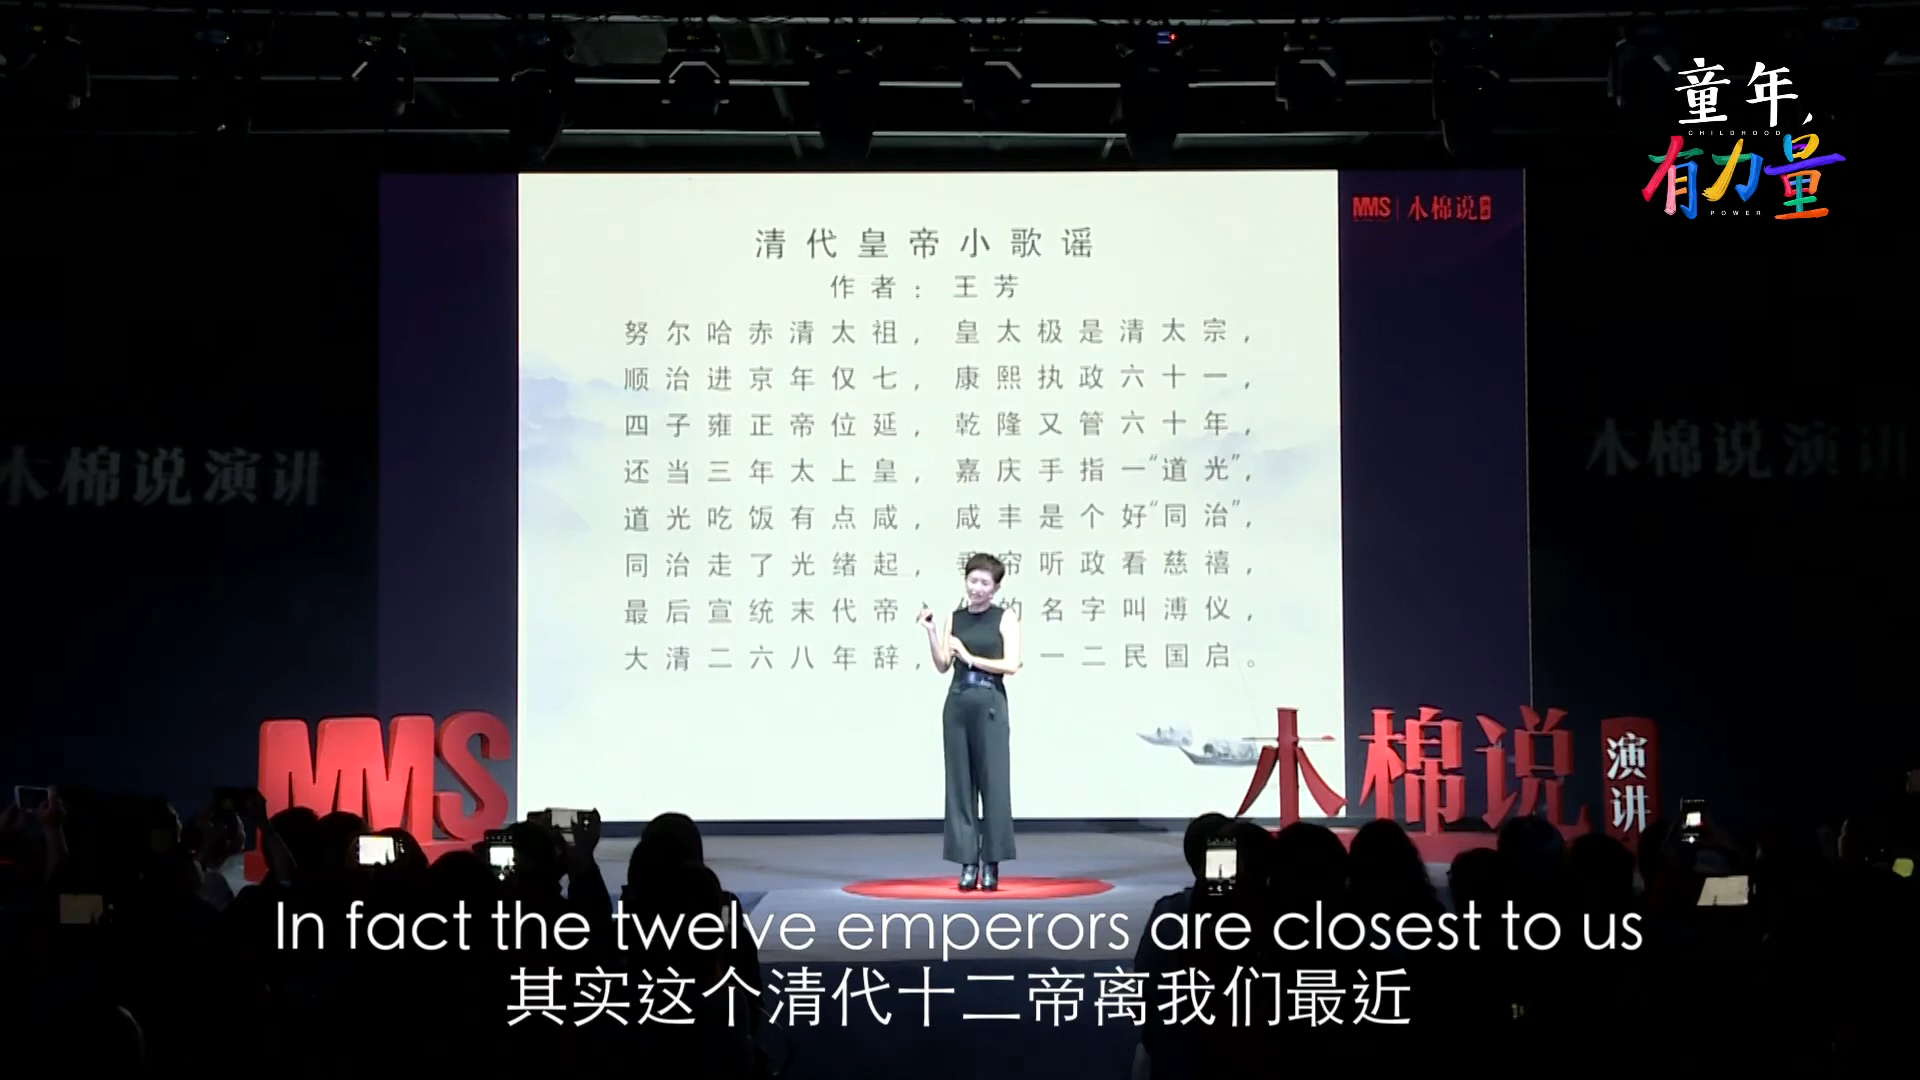 童年,
CHILDHOOD
有力量
POWER
MMS 木棉说
清代皇帝小歌谣
作者：王芳
努尔哈赤清太祖，皇太极是清太宗，
顺治进京年仅七，康熙执政六十一，
四子雍正帝位延，乾隆又管六十年，
还当三年太上皇，嘉庆手指一“道光”，
道光吃饭有点咸，咸丰是个好“同治”，
同治走了光绪起，帘听政看慈禧，
最后宣统末代帝 的名字叫溥仪，
大清二六八年辞，一二民国启。
木棉说演讲
木棉说演讲
MMS
木棉说 演讲
In fact the twelve emperors are closest to us
其实这个清代十二帝离我们最近